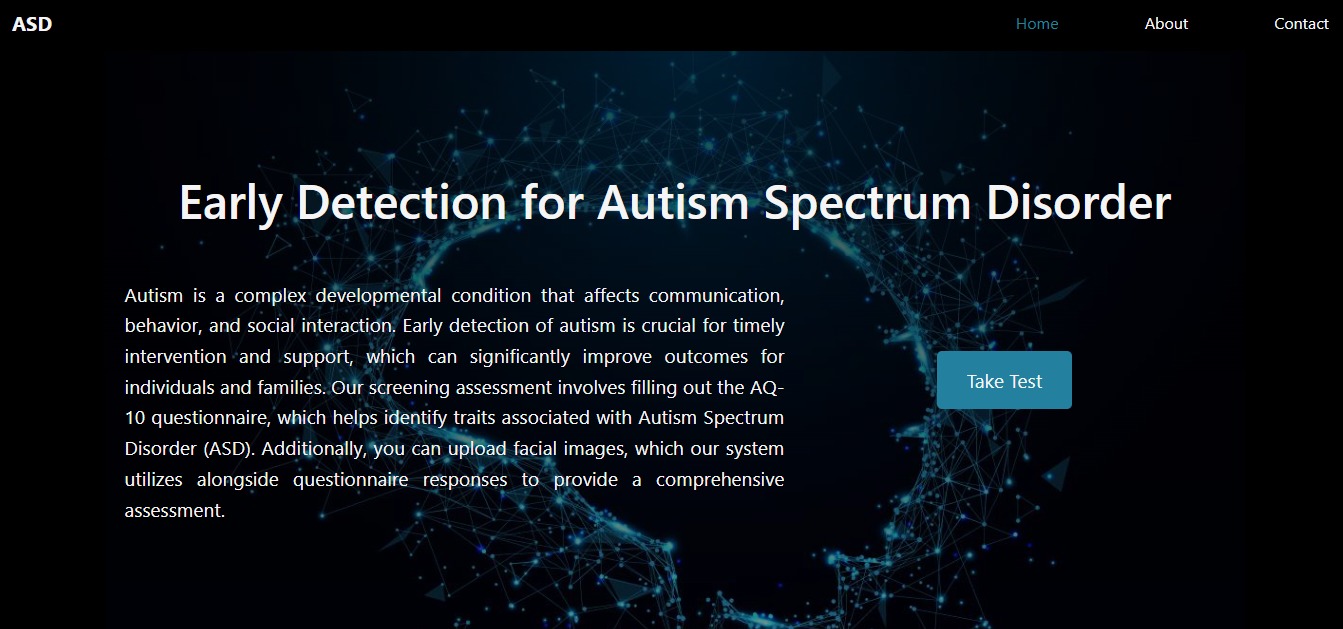 ASD
Home
About
Contact
Early Detection for Autism Spectrum Disorder
Autism is a complex developmental condition that affects communication,
behavior, and social interaction. Early detection of autism is crucial for timely
intervention and support, which can significantly improve outcomes for
individuals and families. Our screening assessment involves filling out the AQ-
10 questionnaire, which helps identify traits associated with Autism Spectrum
Disorder (ASD). Additionally, you can upload facial images, which our system
utilizes alongside questionnaire responses to provide a comprehensive
assessment.
Take Test